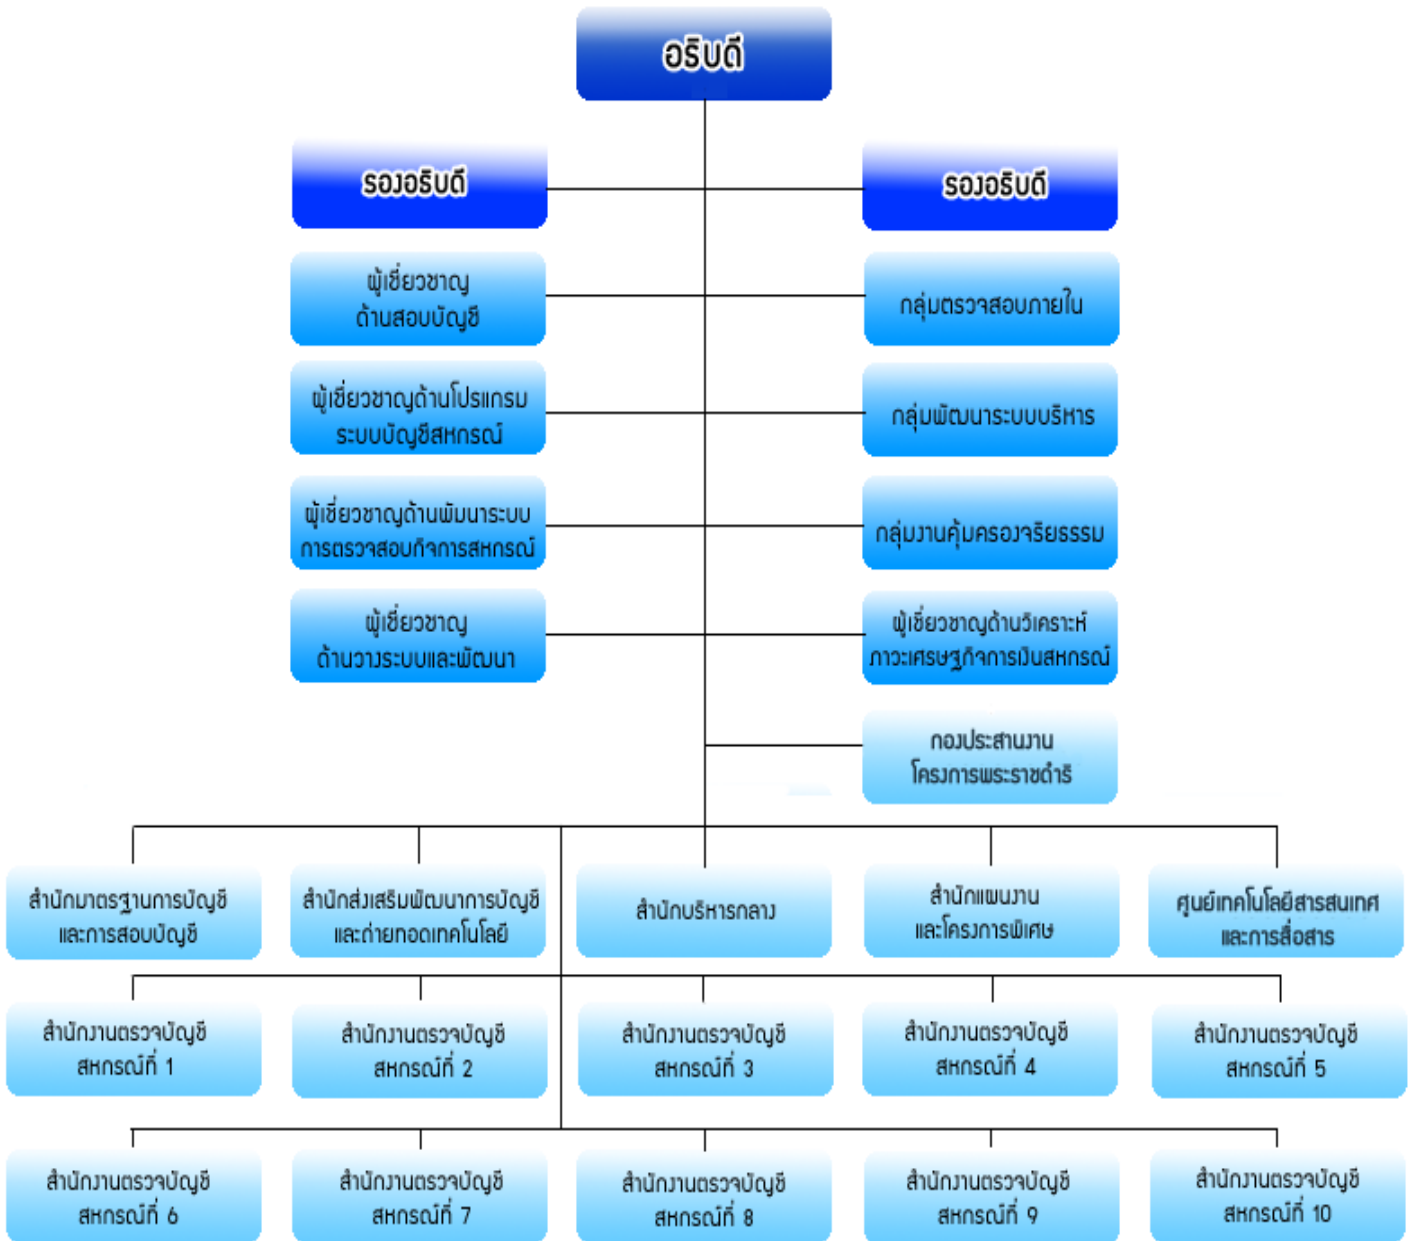 อธิบดี
รองอธิบดี
รองอธิบดี
ผู้เชี่ยวชาญ
ด้านสอบบัญชี
กลุ่มตรวจสอบภายใน
ผู้เชี่ยวชาญด้านโปรแกรม
ระบบบัญชีสหกรณ์
กลุ่มพัฒนาระบบบริหาร
ผู้เชี่ยวชาญด้านพัมนาระบบ
การตรวจสอบกิจการสหกรณ์
กลุ่มงานคุ้มครองจริยธรรม
ผู้เชี่ยวชาญ
ด้านวางระบบและพัฒนา
ผู้เชี่ยวชาญด้านวิเคราะห์
ภาวะเศรษฐกิจการเงินสหกรณ์
กองประสานงาน
โครงการพระราชดำริ
สำนักมาตรฐานการบัญชี
และการสอบบัญชี
สำนักส่งเสริมพัฒนาการบัญชี
และถ่ายทอดเทคโนโลยี
สำนักบริหารกลาง
สำนักแผนงาน
และโครงการพิเศษ
ศูนย์เทคโนโลยีสารสนเทศ
และการสื่อสาร
สำนักงานตรวจบัญชี
สหกรณ์ที่ 1
สำนักงานตรวจบัญชี
สหกรณ์ที่ 2
สำนักงานตรวจบัญชี
สหกรณ์ที่ 3
สำนักงานตรวจบัญชี
สหกรณ์ที่ 4
สำนักงานตรวจบัญชี
สหกรณ์ที่ 5
สำนักงานตรวจบัญชี
สหกรณ์ที่ 6
สำนักงานตรวจบัญชี
สหกรณ์ที่ 7
สำนักงานตรวจบัญชี
สหกรณ์ที่ 8
สำนักงานตรวจบัญชี
สหกรณ์ที่ 9
สำนักงานตรวจบัญชี
สหกรณ์ที่ 10